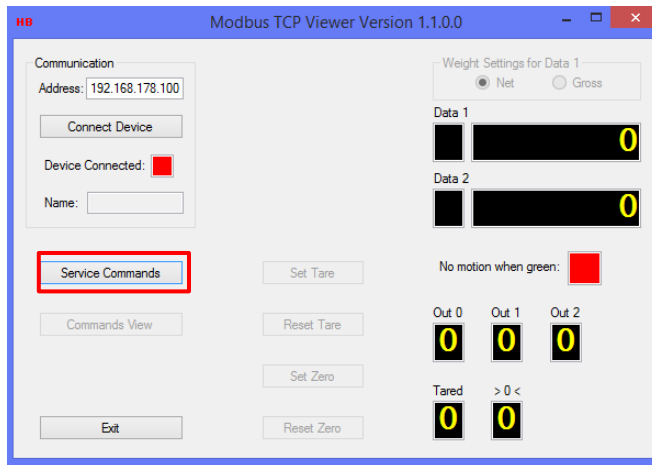 HB
Modbus TCP Viewer Version 1.1.0.0
Communication
Address: 192.168.178.100
Connect Device
Device Connected:
Name:
Service Commands
Commands View
Exit
Set Tare
Reset Tare
Set Zero
Reset Zero
Weight Settings for Data 1
Net Gross
Data 1
0
Data 2
0
No motion when green:
Out 0 Out 1 Out 2
0 0 0
Tared > 0 <
0 0